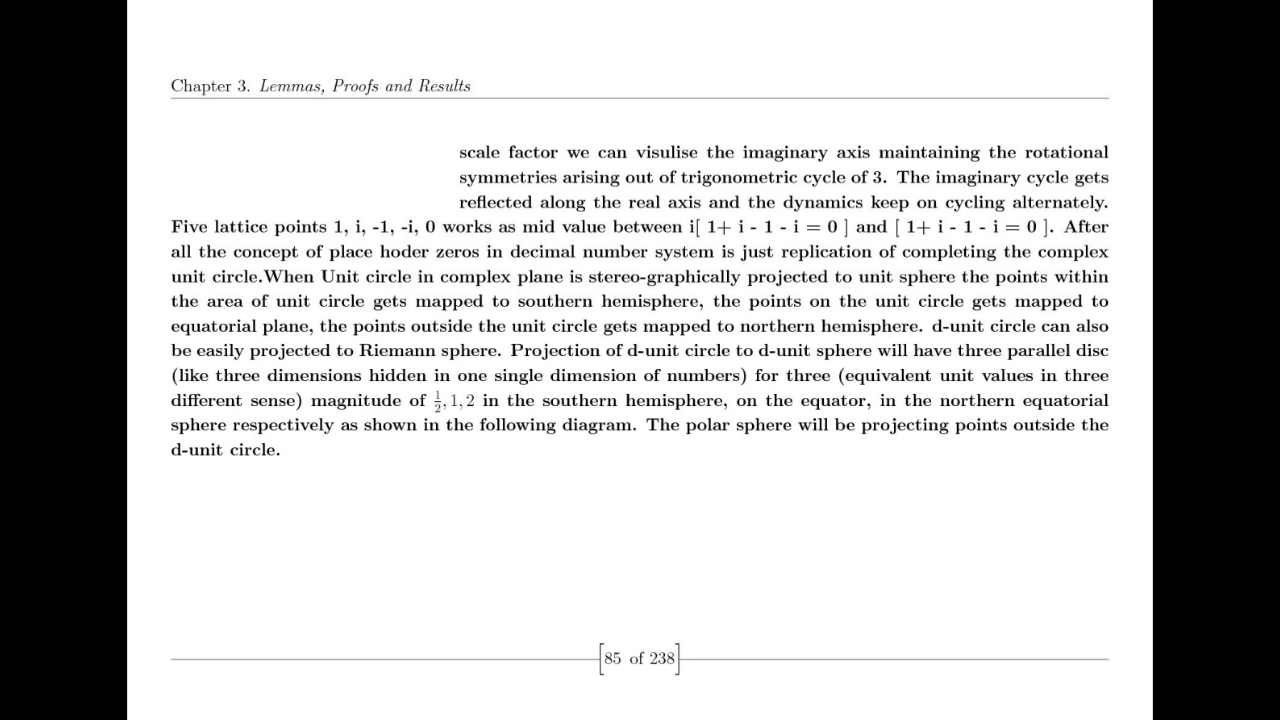 Chapter 3. Lemmas, Proofs and Results
scale factor we can visulise the imaginary axis maintaining the rotational
symmetries arising out of trigonometric cycle of 3. The imaginary cycle gets
reflected along the real axis and the dynamics keep on cycling alternately.
Five lattice points 1, i, -1, -i, 0 works as mid value between i[ 1+ i - 1 - i = 0 ] and [ 1+ i - 1 - i = 0 ]. After
all the concept of place hoder zeros in decimal number system is just replication of completing the complex
unit circle.When Unit circle in complex plane is stereo-graphically projected to unit sphere the points within
the area of unit circle gets mapped to southern hemisphere, the points on the unit circle gets mapped to
equatorial plane, the points outside the unit circle gets mapped to northern hemisphere. d-unit circle can also
be easily projected to Riemann sphere. Projection of d-unit circle to d-unit sphere will have three parallel disc
(like three dimensions hidden in one single dimension of numbers) for three (equivalent unit values in three
different sense) magnitude of 1/2, 1, 2 in the southern hemisphere, on the equator, in the northern equatorial
sphere respectively as shown in the following diagram. The polar sphere will be projecting points outside the
d-unit circle.
[85 of 238]